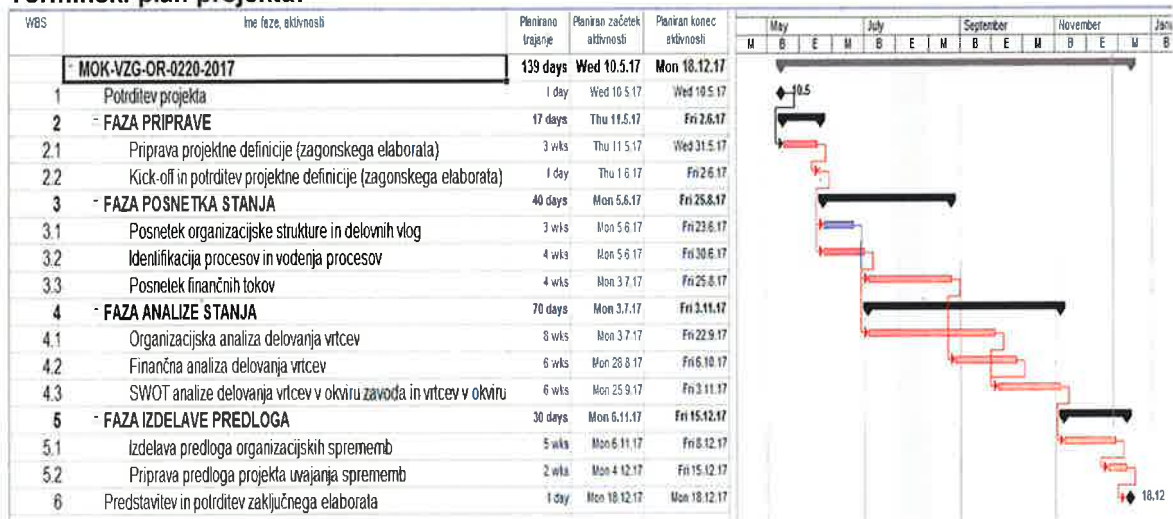 Terminski plan projekta:
WBS Ime faze, aktivnosti Planirano trajanje Planiran začetek aktivnosti Planiran konec aktivnosti May July September November
M B E M B E M B E M B E M B
- MOK-VZG-OR-0220-2017 139 days Wed 10.5.17 Mon 18.12.17
1 Potrditev projekta 1 day Wed 10.5.17 Wed 10.5.17 10.5
2 - FAZA PRIPRAVE 17 days Thu 11.5.17 Fri 2.6.17
2.1 Priprava projektne definicije (zagonskega elaborata) 3 wks Thu 11.5.17 Wed 31.5.17
2.2 Kick-off in potrditev projektne definicije (zagonskega elaborata) 1 day Thu 1.6.17 Fri 2.6.17
3 - FAZA POSNETKA STANJA 40 days Mon 5.6.17 Fri 25.8.17
3.1 Posnetek organizacijske strukture in delovnih vlog 3 wks Mon 5.6.17 Fri 23.6.17
3.2 Identifikacija procesov in vodenja procesov 4 wks Mon 5.6.17 Fri 30.6.17
3.3 Posnetek finančnih tokov 4 wks Mon 3.7.17 Fri 25.8.17
4 - FAZA ANALIZE STANJA 70 days Mon 3.7.17 Fri 3.11.17
4.1 Organizacijska analiza delovanja vrtcev 8 wks Mon 3.7.17 Fri 22.9.17
4.2 Finančna analiza delovanja vrtcev 6 wks Mon 28.8.17 Fri 6.10.17
4.3 SWOT analize delovanja vrtcev v okviru zavoda in vrtcev v okviru 6 wks Mon 25.9.17 Fri 3.11.17
5 - FAZA IZDELAVE PREDLOGA 30 days Mon 6.11.17 Fri 15.12.17
5.1 Izdelava predloga organizacijskih sprememb 5 wks Mon 6.11.17 Fri 8.12.17
5.2 Priprava predloga projekta uvajanja sprememb 2 wks Mon 4.12.17 Fri 15.12.17
6 Predstavitev in potrditev zaključnega elaborata 1 day Mon 18.12.17 Mon 18.12.17 18.12